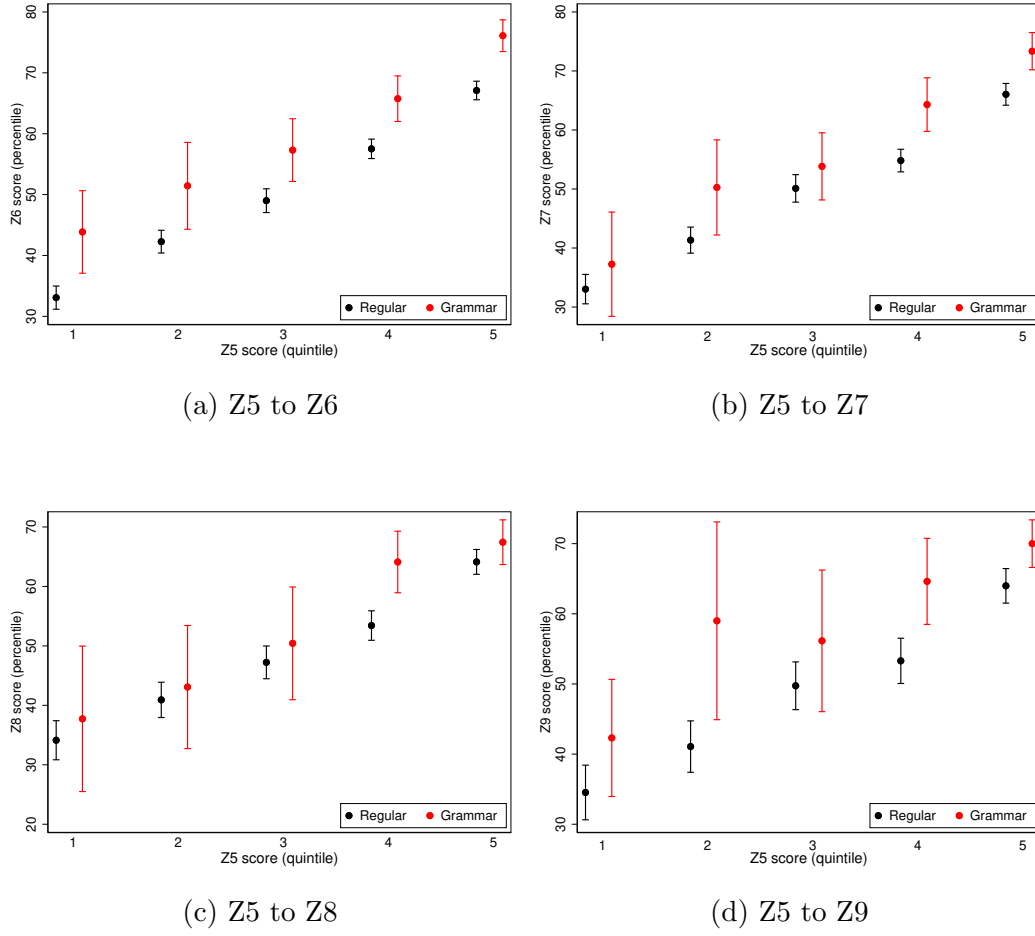 80
70
60
50
40
30
Z6 score (percentile)
Regular Grammar
1 2 3 4 5
Z5 score (quintile)
(a) Z5 to Z6
80
70
60
50
40
30
Z7 score (percentile)
Regular Grammar
1 2 3 4 5
Z5 score (quintile)
(b) Z5 to Z7
70
60
50
40
30
20
Z8 score (percentile)
Regular Grammar
1 2 3 4 5
Z5 score (quintile)
(c) Z5 to Z8
70
60
50
40
30
Z9 score (percentile)
Regular Grammar
1 2 3 4 5
Z5 score (quintile)
(d) Z5 to Z9